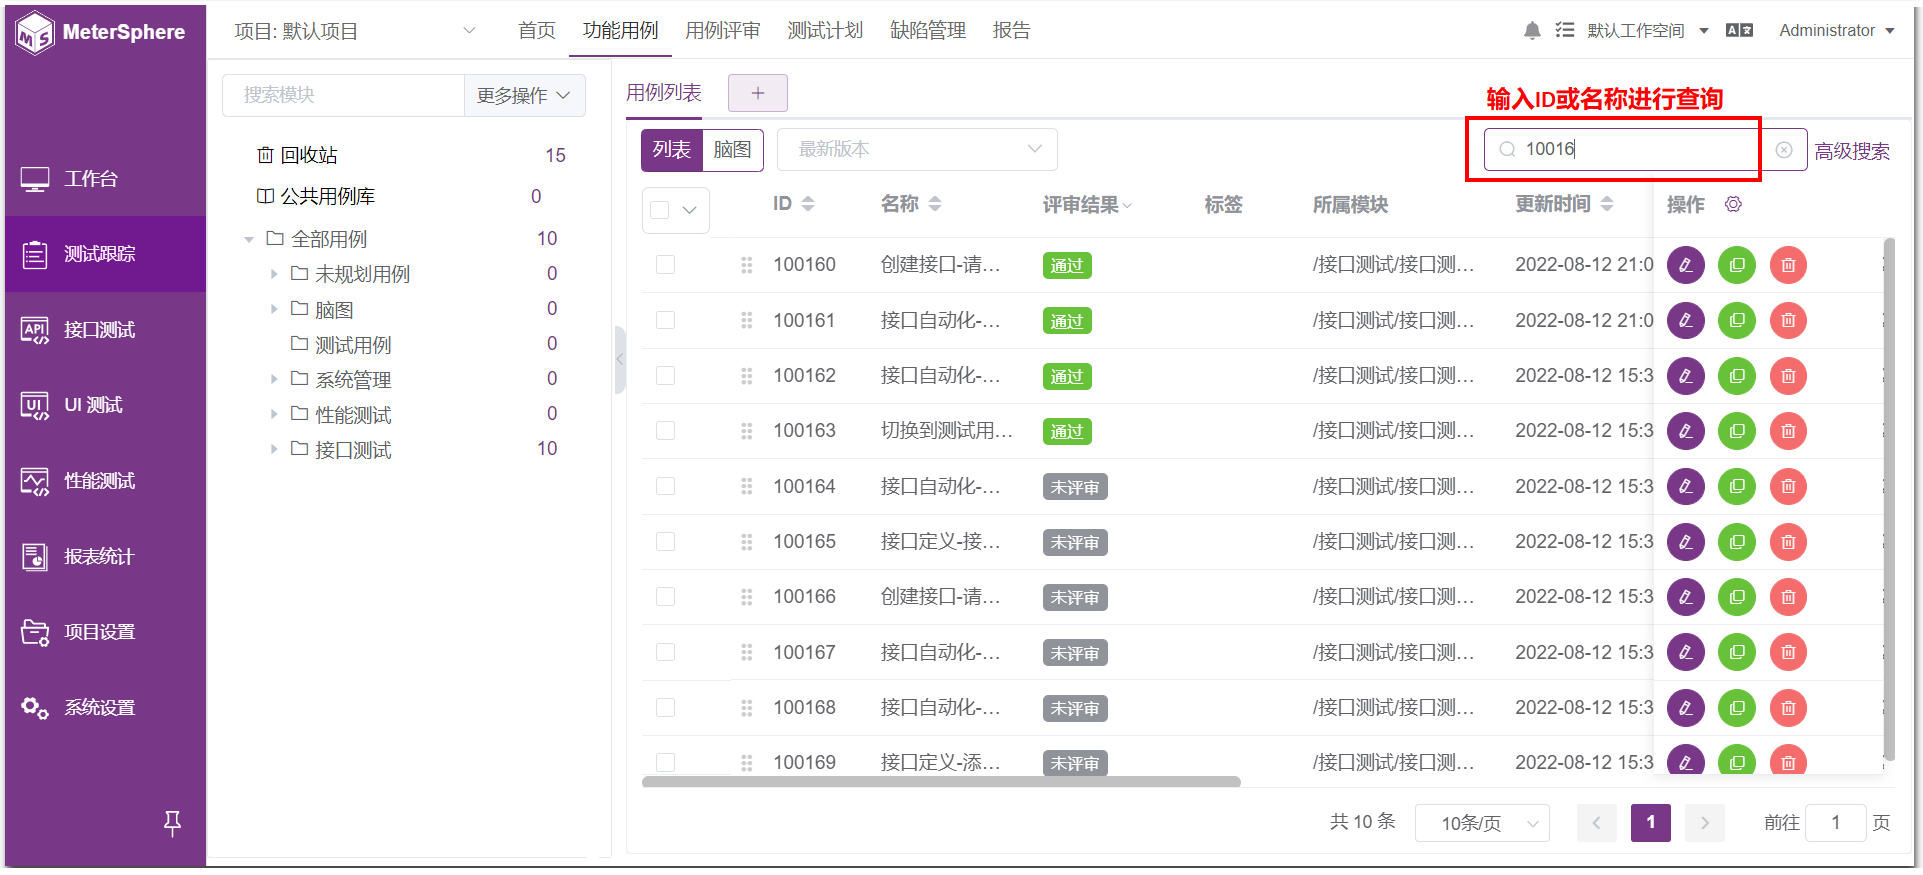 MeterSphere
项目: 默认项目
首页
功能用例
用例评审
测试计划
缺陷管理
报告
默认工作空间
Administrator
工作台
测试跟踪
接口测试
UI 测试
性能测试
报表统计
项目设置
系统设置
搜索模块
更多操作
回收站 15
公共用例库 0
全部用例 10
未规划用例 0
脑图 0
测试用例 0
系统管理 0
性能测试 0
接口测试 10
用例列表
+
输入ID或名称进行查询
列表
脑图
最新版本
10016
高级搜索
ID 名称 评审结果 标签 所属模块 更新时间 操作
100160 创建接口-请... 通过 /接口测试/接口测... 2022-08-12 21:0
100161 接口自动化-... 通过 /接口测试/接口测... 2022-08-12 21:0
100162 接口自动化-... 通过 /接口测试/接口测... 2022-08-12 15:3
100163 切换到测试用... 通过 /接口测试/接口测... 2022-08-12 15:3
100164 接口自动化-... 未评审 /接口测试/接口测... 2022-08-12 15:3
100165 接口定义-接... 未评审 /接口测试/接口测... 2022-08-12 15:3
100166 创建接口-请... 未评审 /接口测试/接口测... 2022-08-12 15:3
100167 接口自动化-... 未评审 /接口测试/接口测... 2022-08-12 15:3
100168 接口自动化-... 未评审 /接口测试/接口测... 2022-08-12 15:3
100169 接口定义-添... 未评审 /接口测试/接口测... 2022-08-12 15:3
共 10 条
10条/页
1
前往 1 页